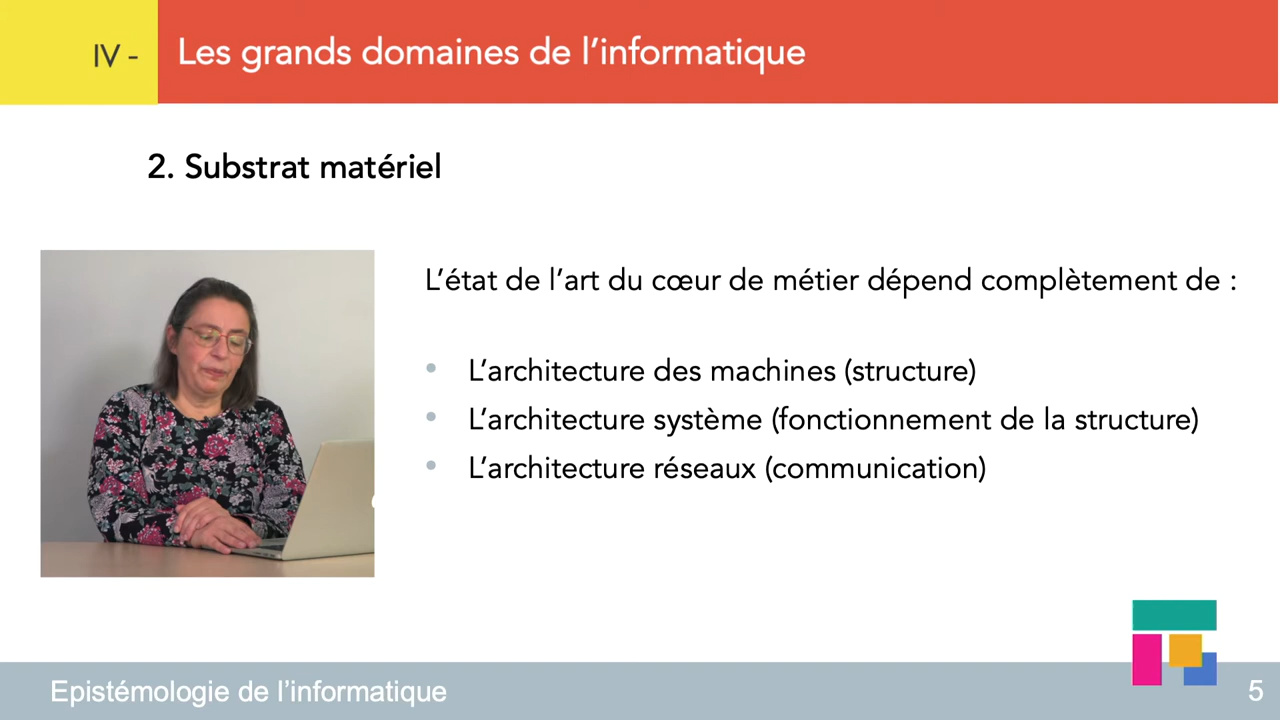 IV -
Les grands domaines de l’informatique
2. Substrat matériel
L’état de l’art du cœur de métier dépend complètement de :
• L’architecture des machines (structure)
• L’architecture système (fonctionnement de la structure)
• L’architecture réseaux (communication)
Epistémologie de l’informatique
5